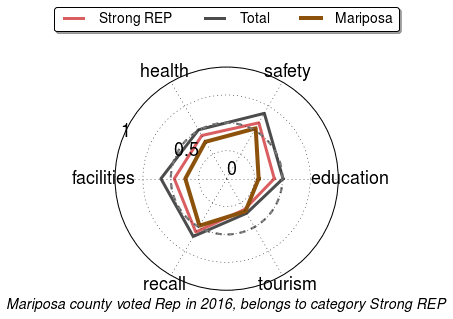 Strong REP Total Mariposa
health safety
1
0.5
0
facilities education
recall tourism
Mariposa county voted Rep in 2016, belongs to category Strong REP